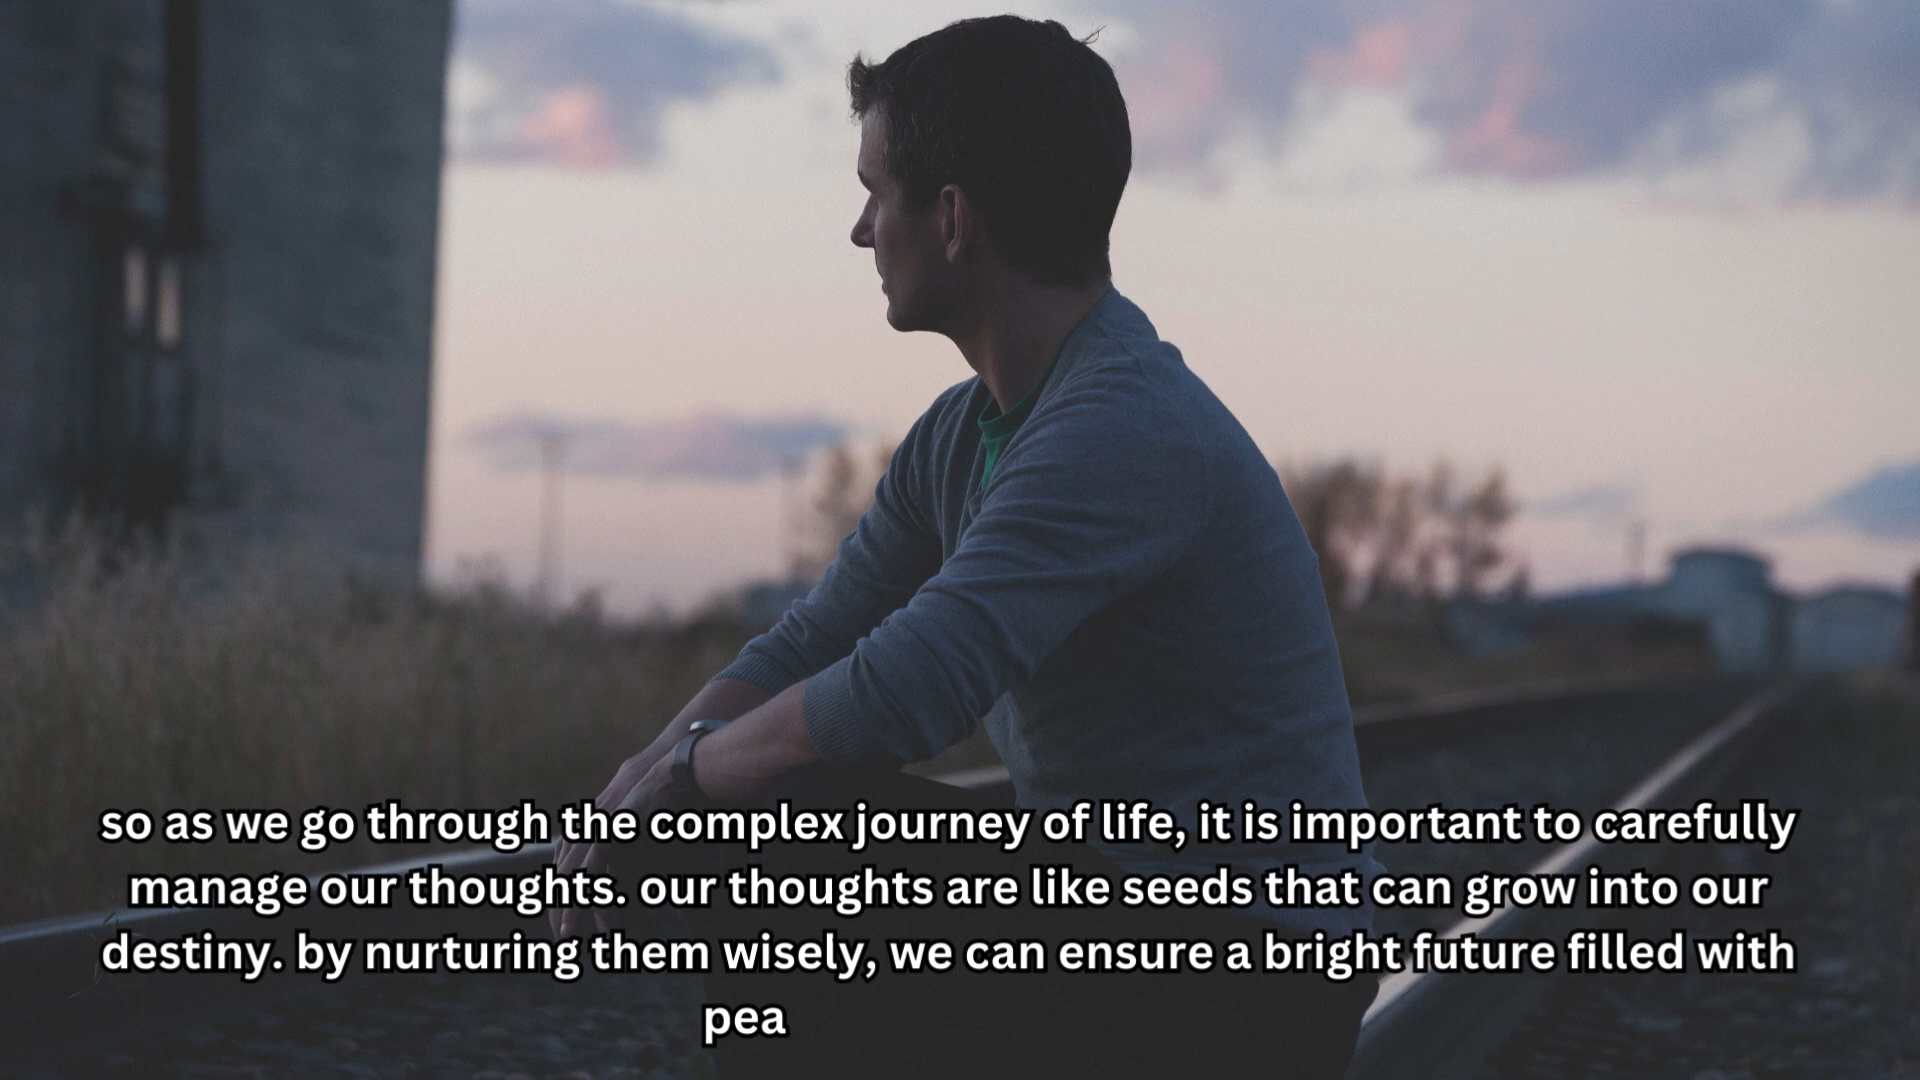 so as we go through the complex journey of life, it is important to carefully
manage our thoughts. our thoughts are like seeds that can grow into our
destiny. by nurturing them wisely, we can ensure a bright future filled with
pea